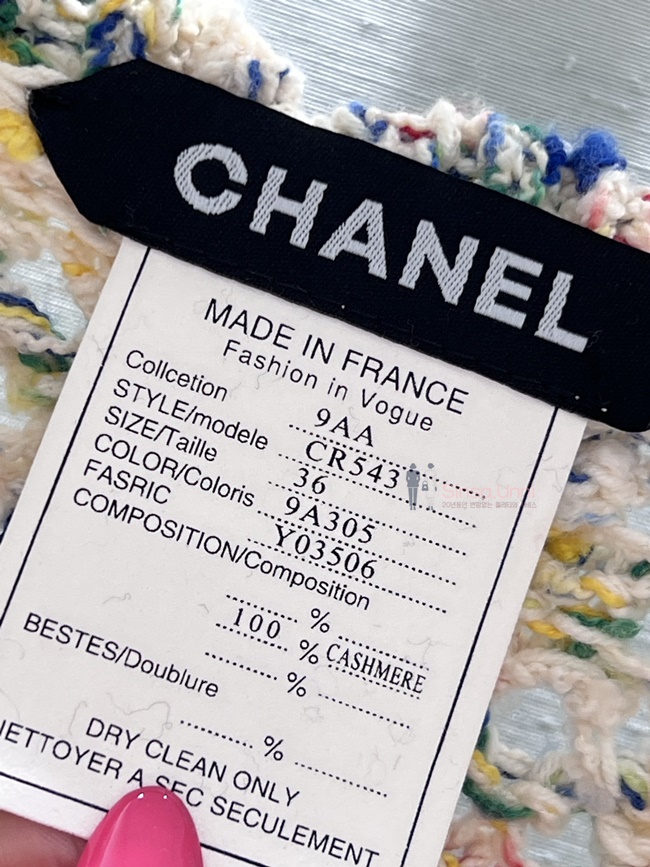 CHANEL
MADE IN FRANCE
Fashion in Vogue
Collcetion 9AA
STYLE/modele CR543
SIZE/Taille 36
COLOR/Coloris 9A305
FASRIC Y03506
COMPOSITION/Composition
%
100 % CASHMERE
BESTES/Doublure %
%
DRY CLEAN ONLY
NETTOYER A SEC SECULEMENT